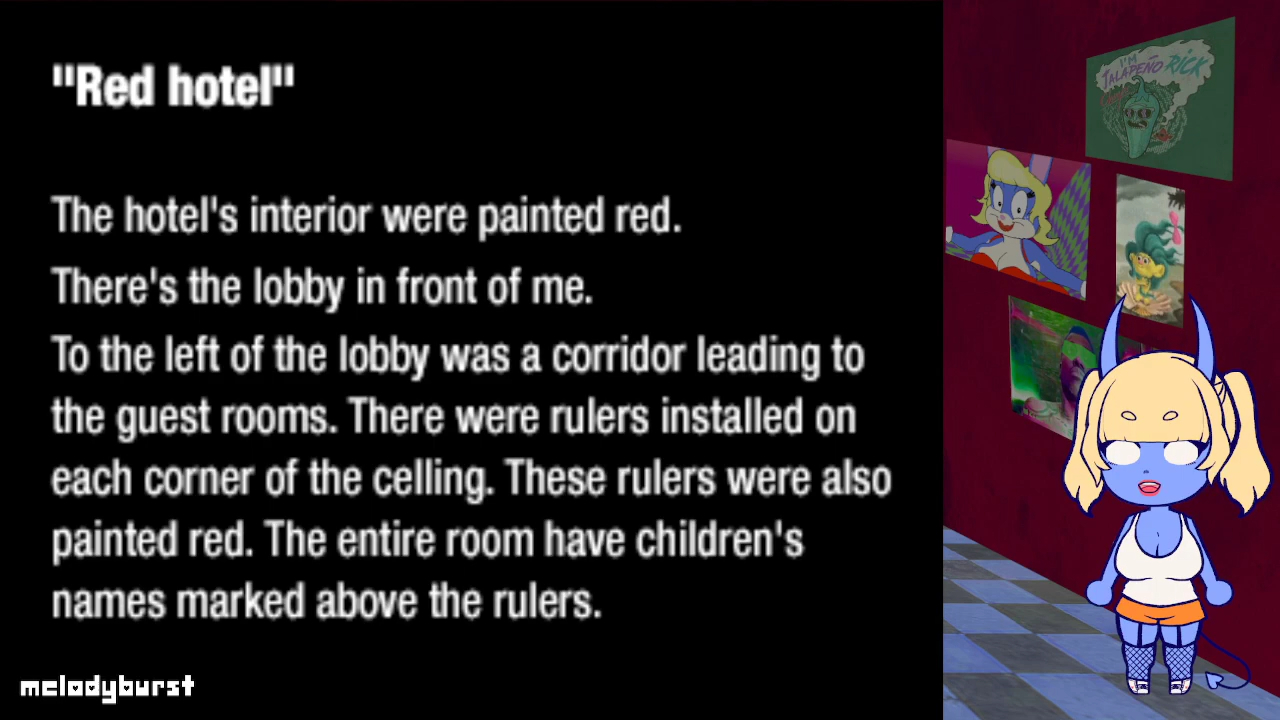 "Red hotel"
The hotel's interior were painted red.
There's the lobby in front of me.
To the left of the lobby was a corridor leading to
the guest rooms. There were rulers installed on
each corner of the celling. These rulers were also
painted red. The entire room have children's
names marked above the rulers.
melodyburst
I'M
JALAPEÑO RICK